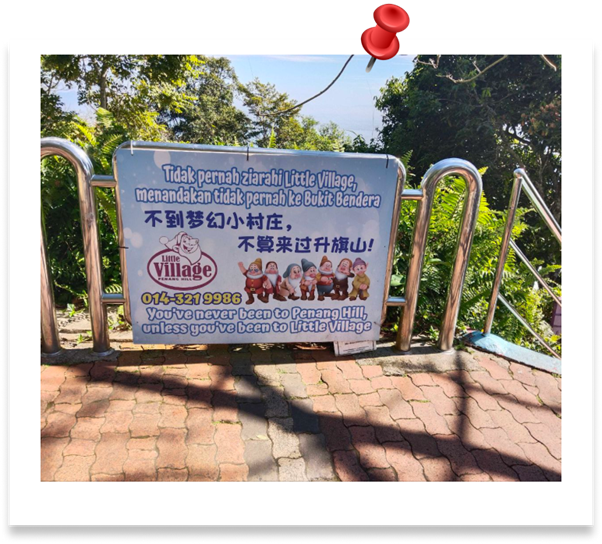 Tidak pernah ziarahi Little Village,
menandakan tidak pernah ke Bukit Bendera
不到梦幻小村庄,
不算来过升旗山!
Little
Village
PENANG HILL
014-321 9986
You've never been to Penang Hill,
unless you've been to Little Village